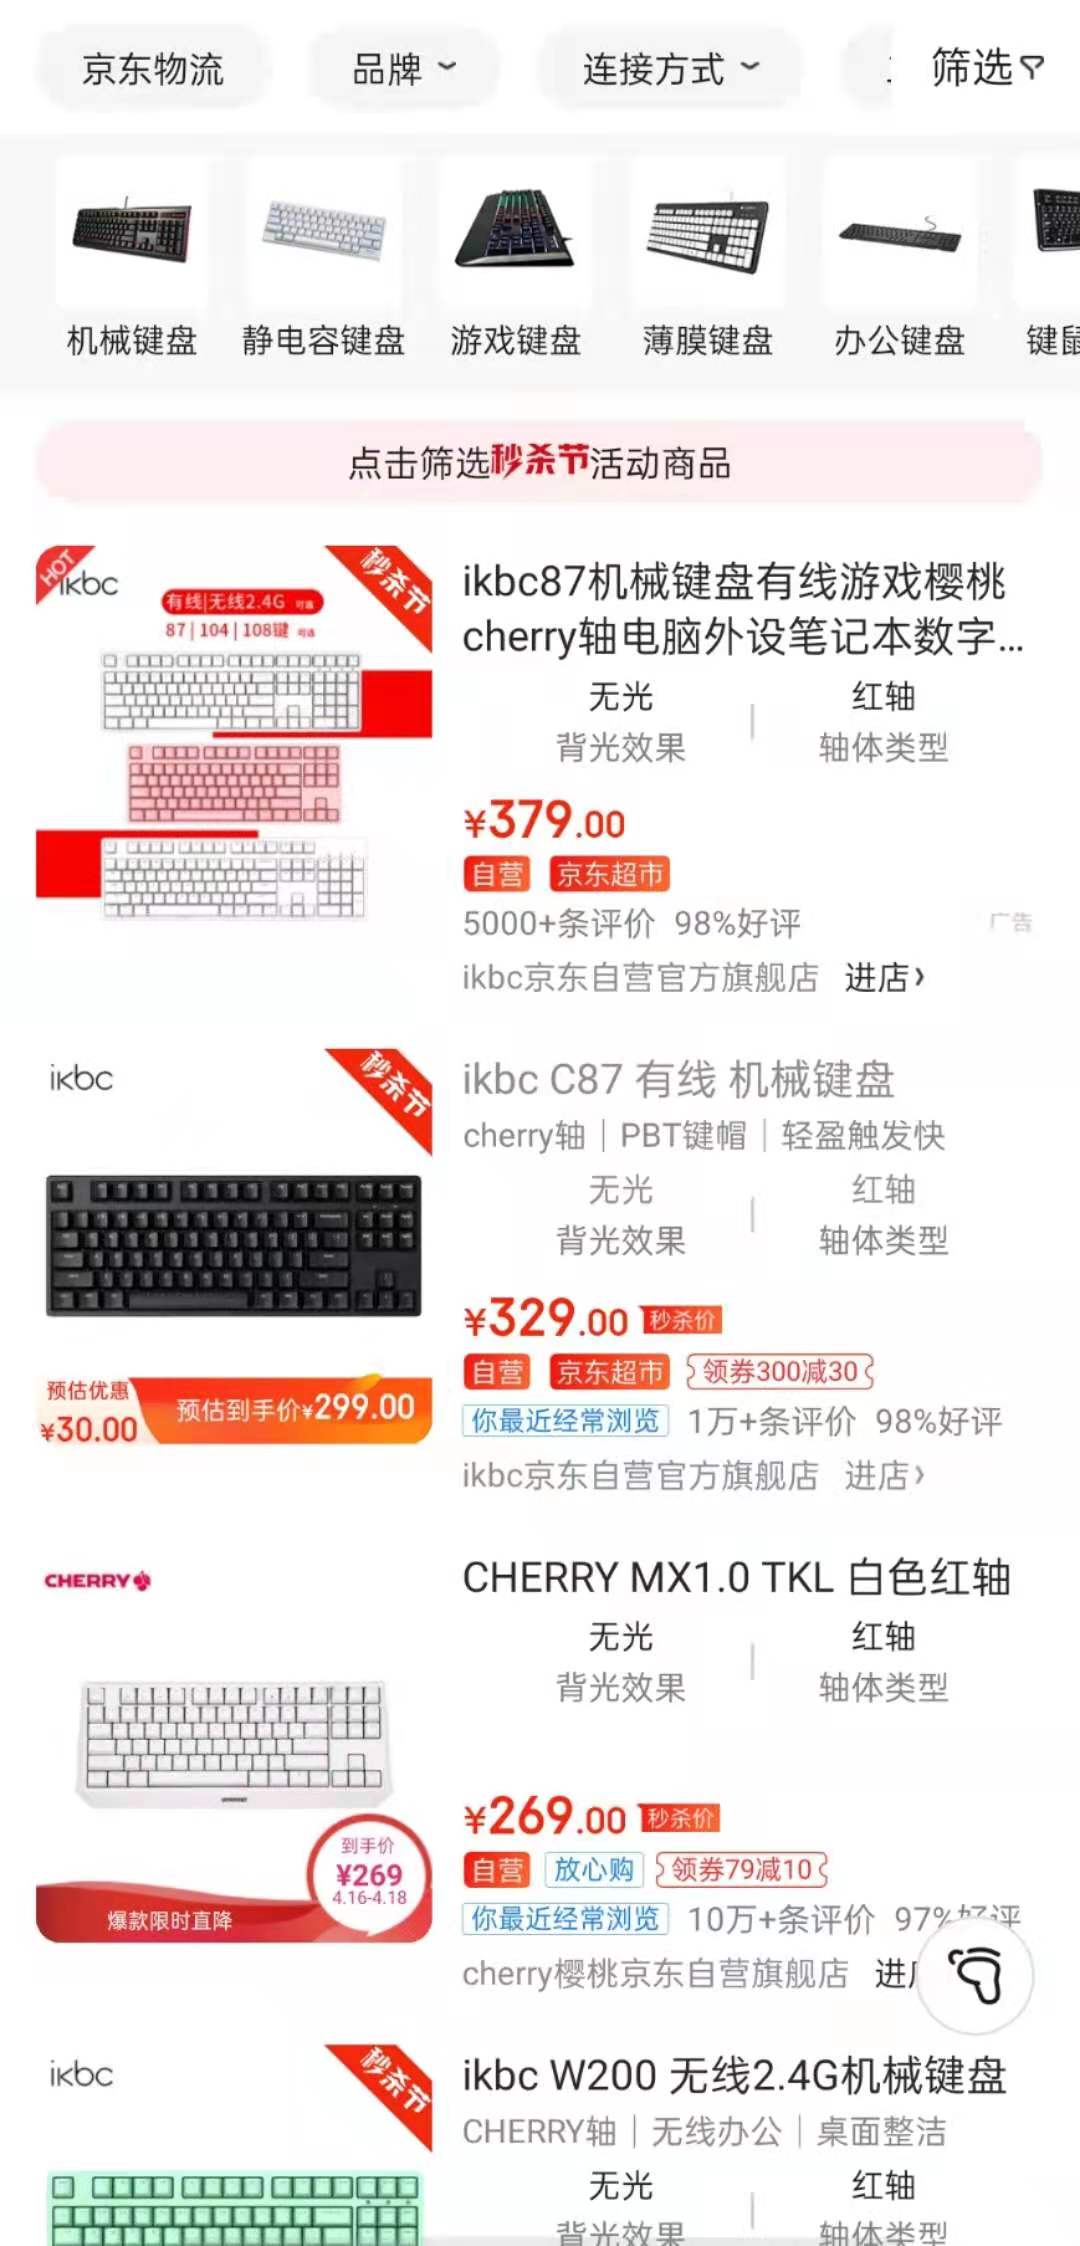 京东物流
品牌
连接方式
筛选
机械键盘
静电容键盘
游戏键盘
薄膜键盘
办公键盘
键鼠
点击筛选秒杀节活动商品
HOT
ikbc
秒杀节
有线|无线2.4G 可选
87 | 104 | 108键 可选
ikbc87机械键盘有线游戏樱桃
cherry轴电脑外设笔记本数字...
无光
红轴
背光效果
轴体类型
¥379.00
自营
京东超市
5000+条评价 98%好评
广告
ikbc京东自营官方旗舰店 进店
ikbc
秒杀节
预估优惠
¥30.00
预估到手价¥299.00
ikbc C87 有线 机械键盘
cherry轴｜PBT键帽｜轻盈触发快
无光
红轴
背光效果
轴体类型
¥329.00 秒杀价
自营
京东超市
领券300减30
你最近经常浏览 1万+条评价 98%好评
ikbc京东自营官方旗舰店 进店
CHERRY
到手价
¥269
4.16-4.18
爆款限时直降
CHERRY MX1.0 TKL 白色红轴
无光
红轴
背光效果
轴体类型
¥269.00 秒杀价
自营
放心购
领券79减10
你最近经常浏览 10万+条评价 97%好评
cherry樱桃京东自营旗舰店 进
ikbc
秒杀节
ikbc W200 无线2.4G机械键盘
CHERRY轴｜无线办公｜桌面整洁
无光
红轴
背光效果
轴体类型